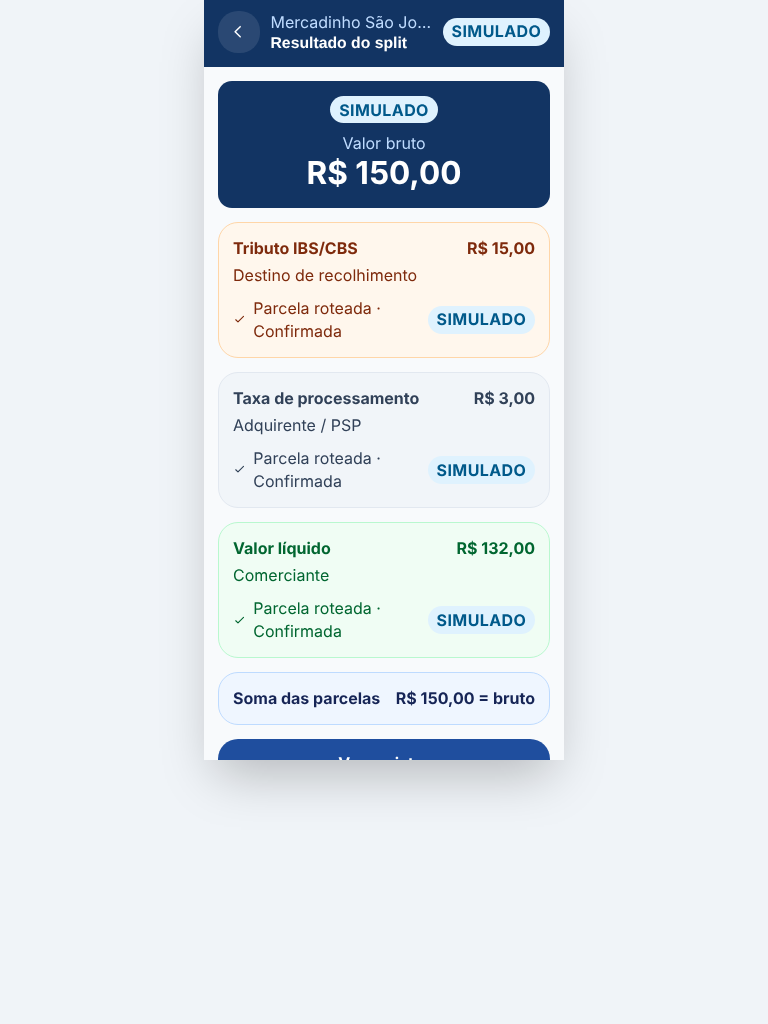 Mercadinho São Jo...
Resultado do split
SIMULADO
SIMULADO
Valor bruto
R$ 150,00
Tributo IBS/CBS R$ 15,00
Destino de recolhimento
Parcela roteada ·
Confirmada
SIMULADO
Taxa de processamento R$ 3,00
Adquirente / PSP
Parcela roteada ·
Confirmada
SIMULADO
Valor líquido R$ 132,00
Comerciante
Parcela roteada ·
Confirmada
SIMULADO
Soma das parcelas R$ 150,00 = bruto